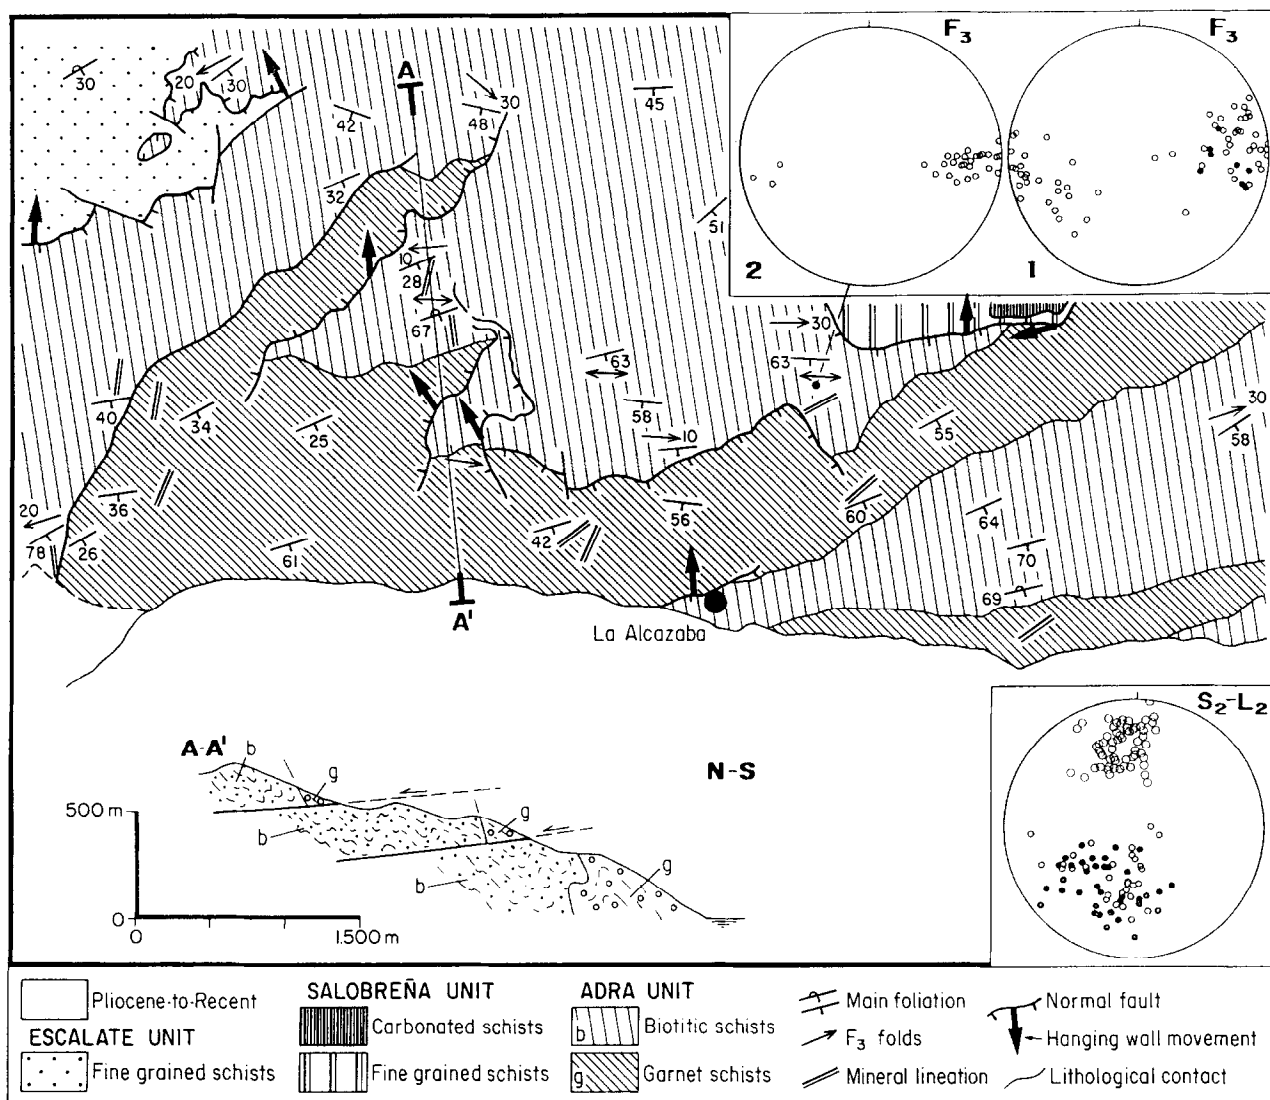 F₃ F₃
2 1
30
20
30
A
42
30
48
45
32
51
19
28
67
30
63
63
58
40
34
25
10
55
30
58
36
20
78
26
61
42
56
60
64
70
69
A'
La Alcazaba
S₂-L₂
A-A'
b
g
N-S
500 m
g
b
b
g
0
0 1.500 m
Pliocene-to-Recent
ESCALATE UNIT
Fine grained schists
SALOBREÑA UNIT
Carbonated schists
Fine grained schists
ADRA UNIT
b Biotitic schists
g Garnet schists
Main foliation
F₃ folds
Mineral lineation
Normal fault
Hanging wall movement
Lithological contact